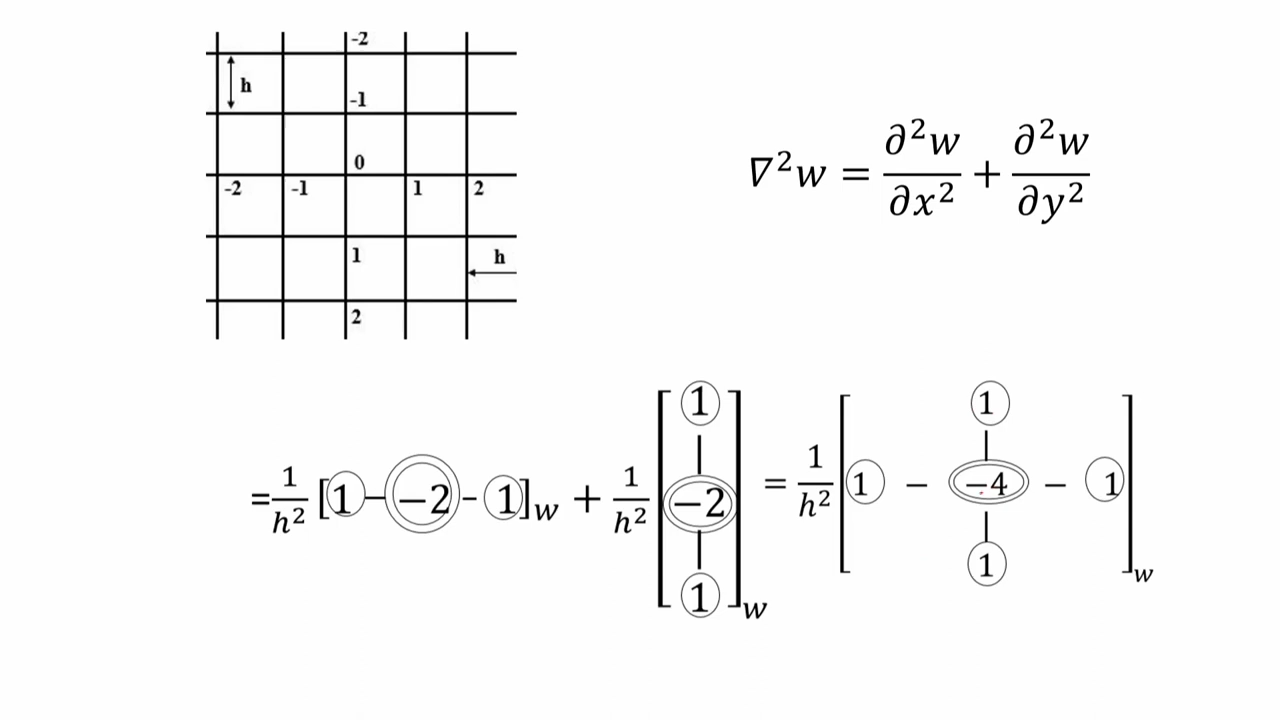 -2
h
-1
0
-2 -1 1 2
1 h
2
∇²w = ∂²w/∂x² + ∂²w/∂y²
=1/h² [1–−2-1]w + 1/h² [1 | −2 | 1]w = 1/h² [1 | 1 − −4 − 1 | 1]w